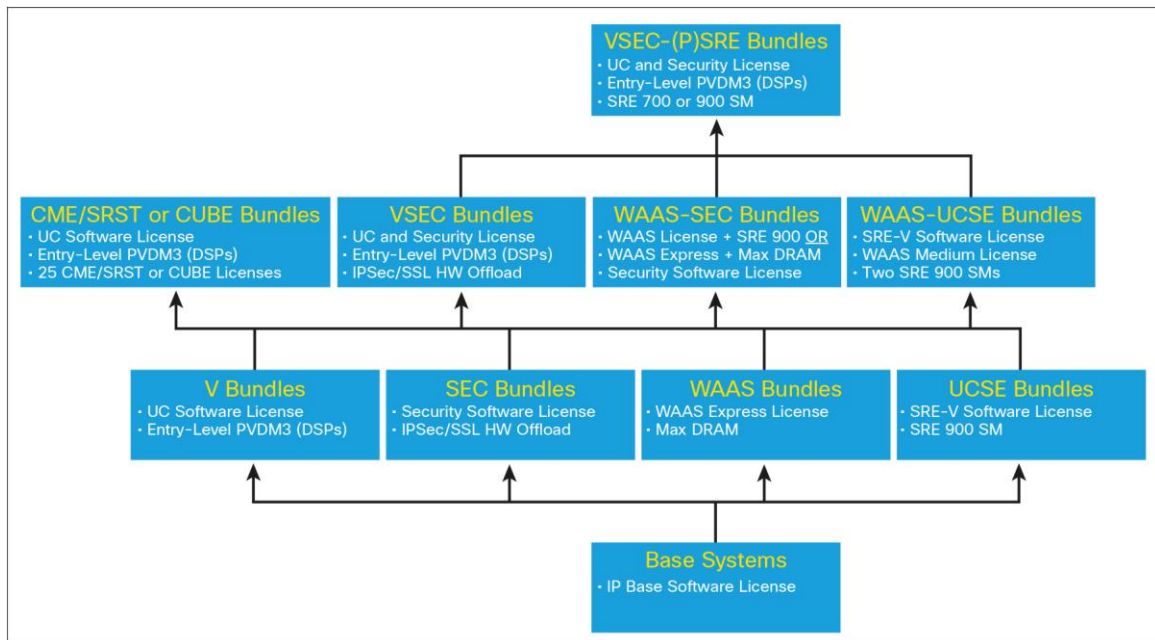 VSEC-(P)SRE Bundles
• UC and Security License
• Entry-Level PVDM3 (DSPs)
• SRE 700 or 900 SM
CME/SRST or CUBE Bundles
• UC Software License
• Entry-Level PVDM3 (DSPs)
• 25 CME/SRST or CUBE Licenses
VSEC Bundles
• UC and Security License
• Entry-Level PVDM3 (DSPs)
• IPSec/SSL HW Offload
WAAS-SEC Bundles
• WAAS License + SRE 900 OR
• WAAS Express + Max DRAM
• Security Software License
WAAS-UCSE Bundles
• SRE-V Software License
• WAAS Medium License
• Two SRE 900 SMs
V Bundles
• UC Software License
• Entry-Level PVDM3 (DSPs)
SEC Bundles
• Security Software License
• IPSec/SSL HW Offload
WAAS Bundles
• WAAS Express License
• Max DRAM
UCSE Bundles
• SRE-V Software License
• SRE 900 SM
Base Systems
• IP Base Software License